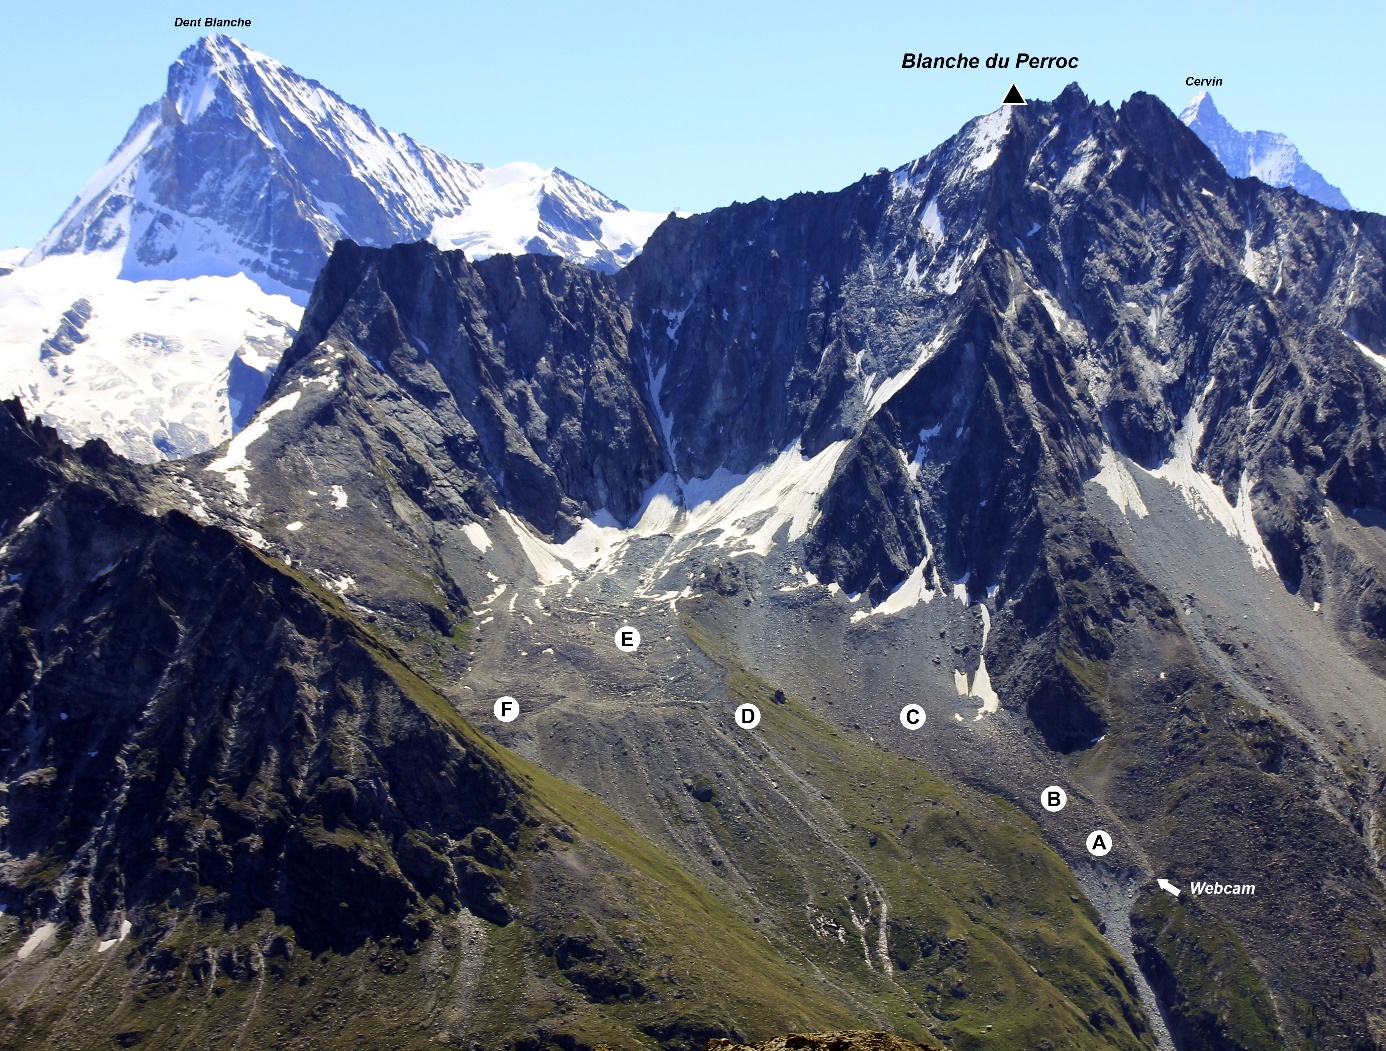 Dent Blanche
Blanche du Perroc
Cervin
E
F
D
C
B
A
Webcam